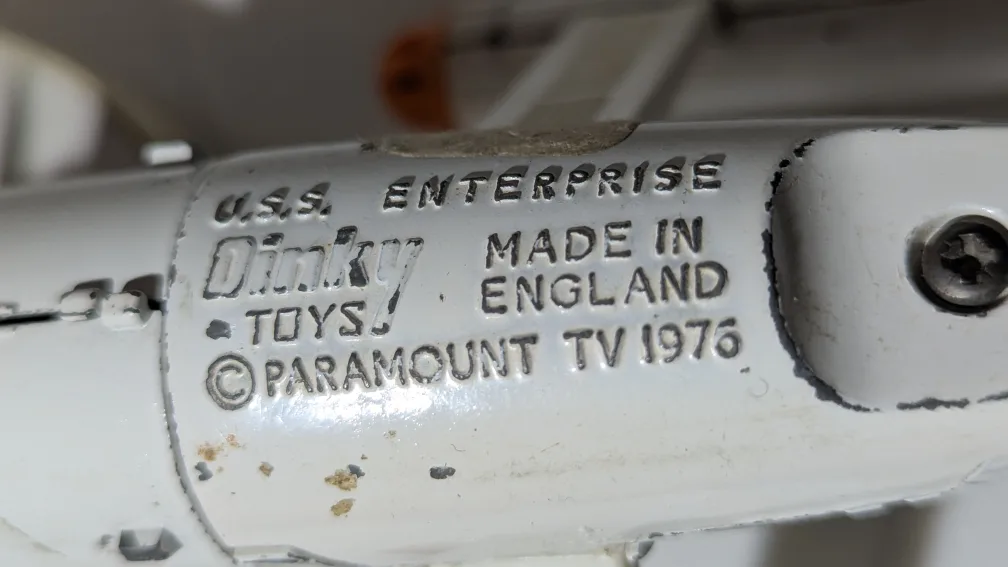 U.S.S. ENTERPRISE
Dinky MADE IN
TOYS ENGLAND
© PARAMOUNT TV 1976